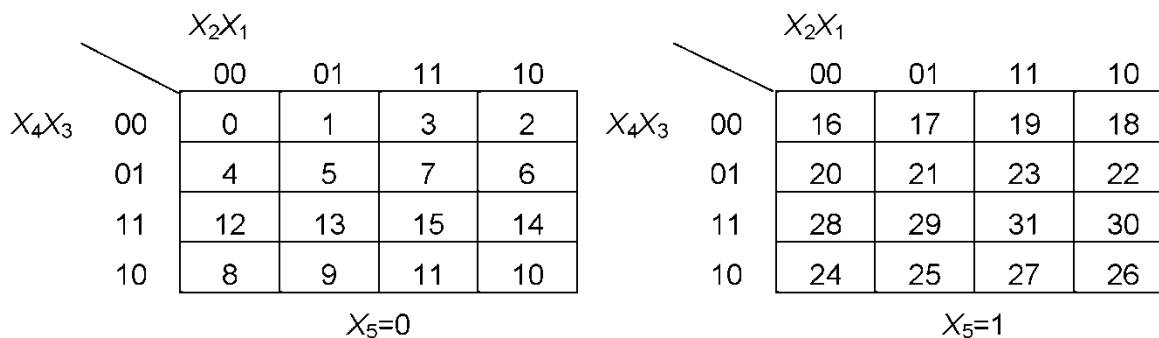 X₂X₁ X₂X₁
00 01 11 10 00 01 11 10
X₄X₃ 00 0 1 3 2 X₄X₃ 00 16 17 19 18
01 4 5 7 6 01 20 21 23 22
11 12 13 15 14 11 28 29 31 30
10 8 9 11 10 10 24 25 27 26
X₅=0 X₅=1